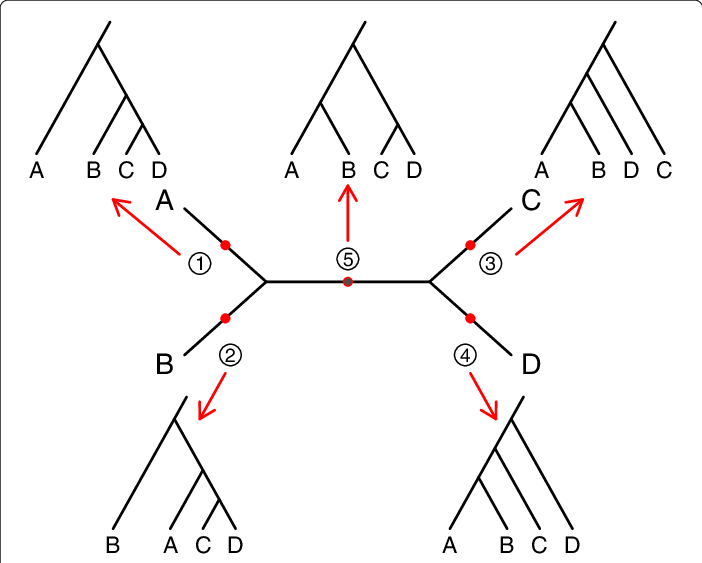 A B C D
A B C D
A B D C
A
C
①
⑤
③
B
②
④
D
B A C D
A B C D